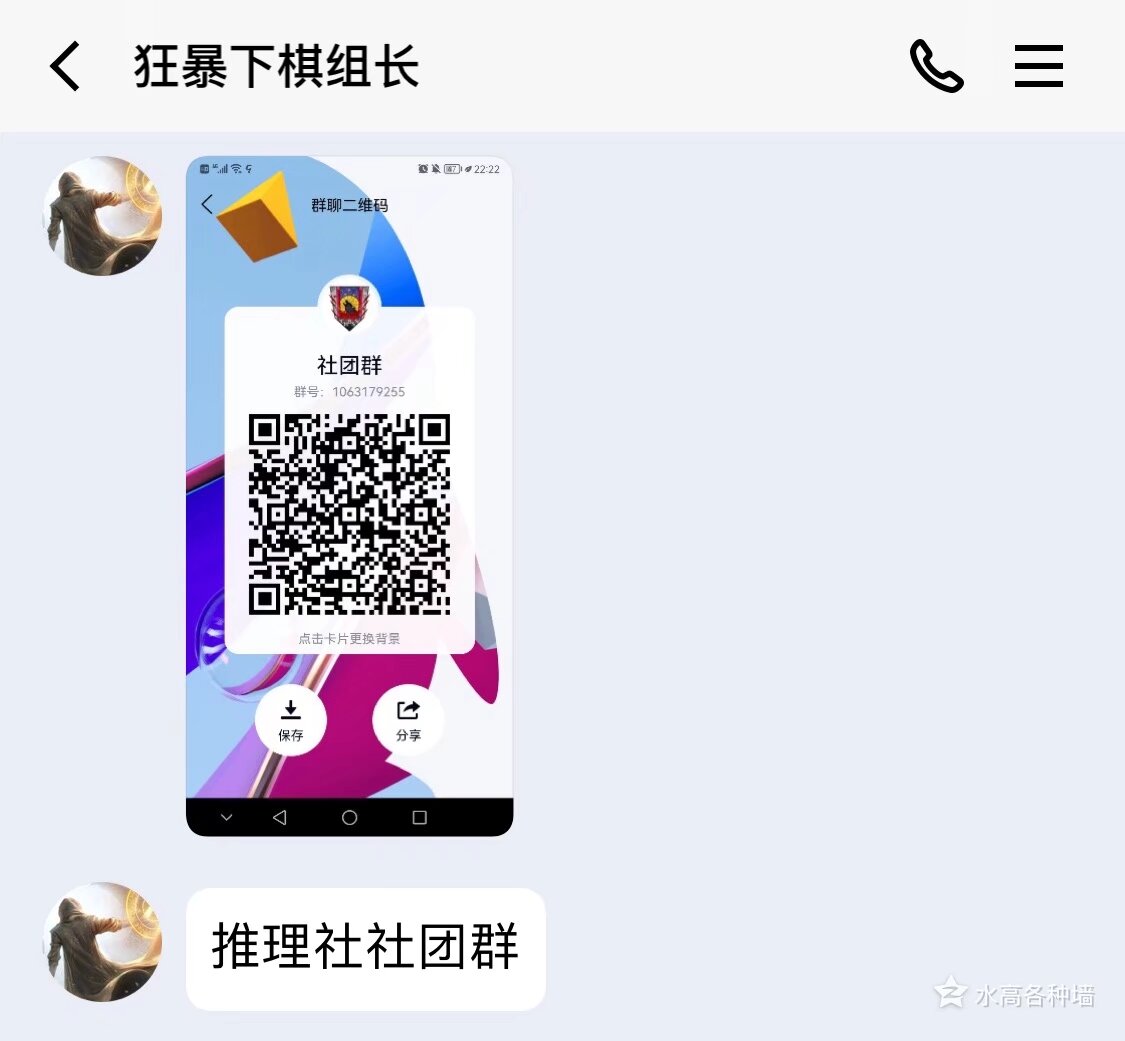 狂暴下棋组长
22:22
群聊二维码
社团群
群号：1063179255
点击卡片更换背景
保存
分享
推理社社团群
水高各种墙